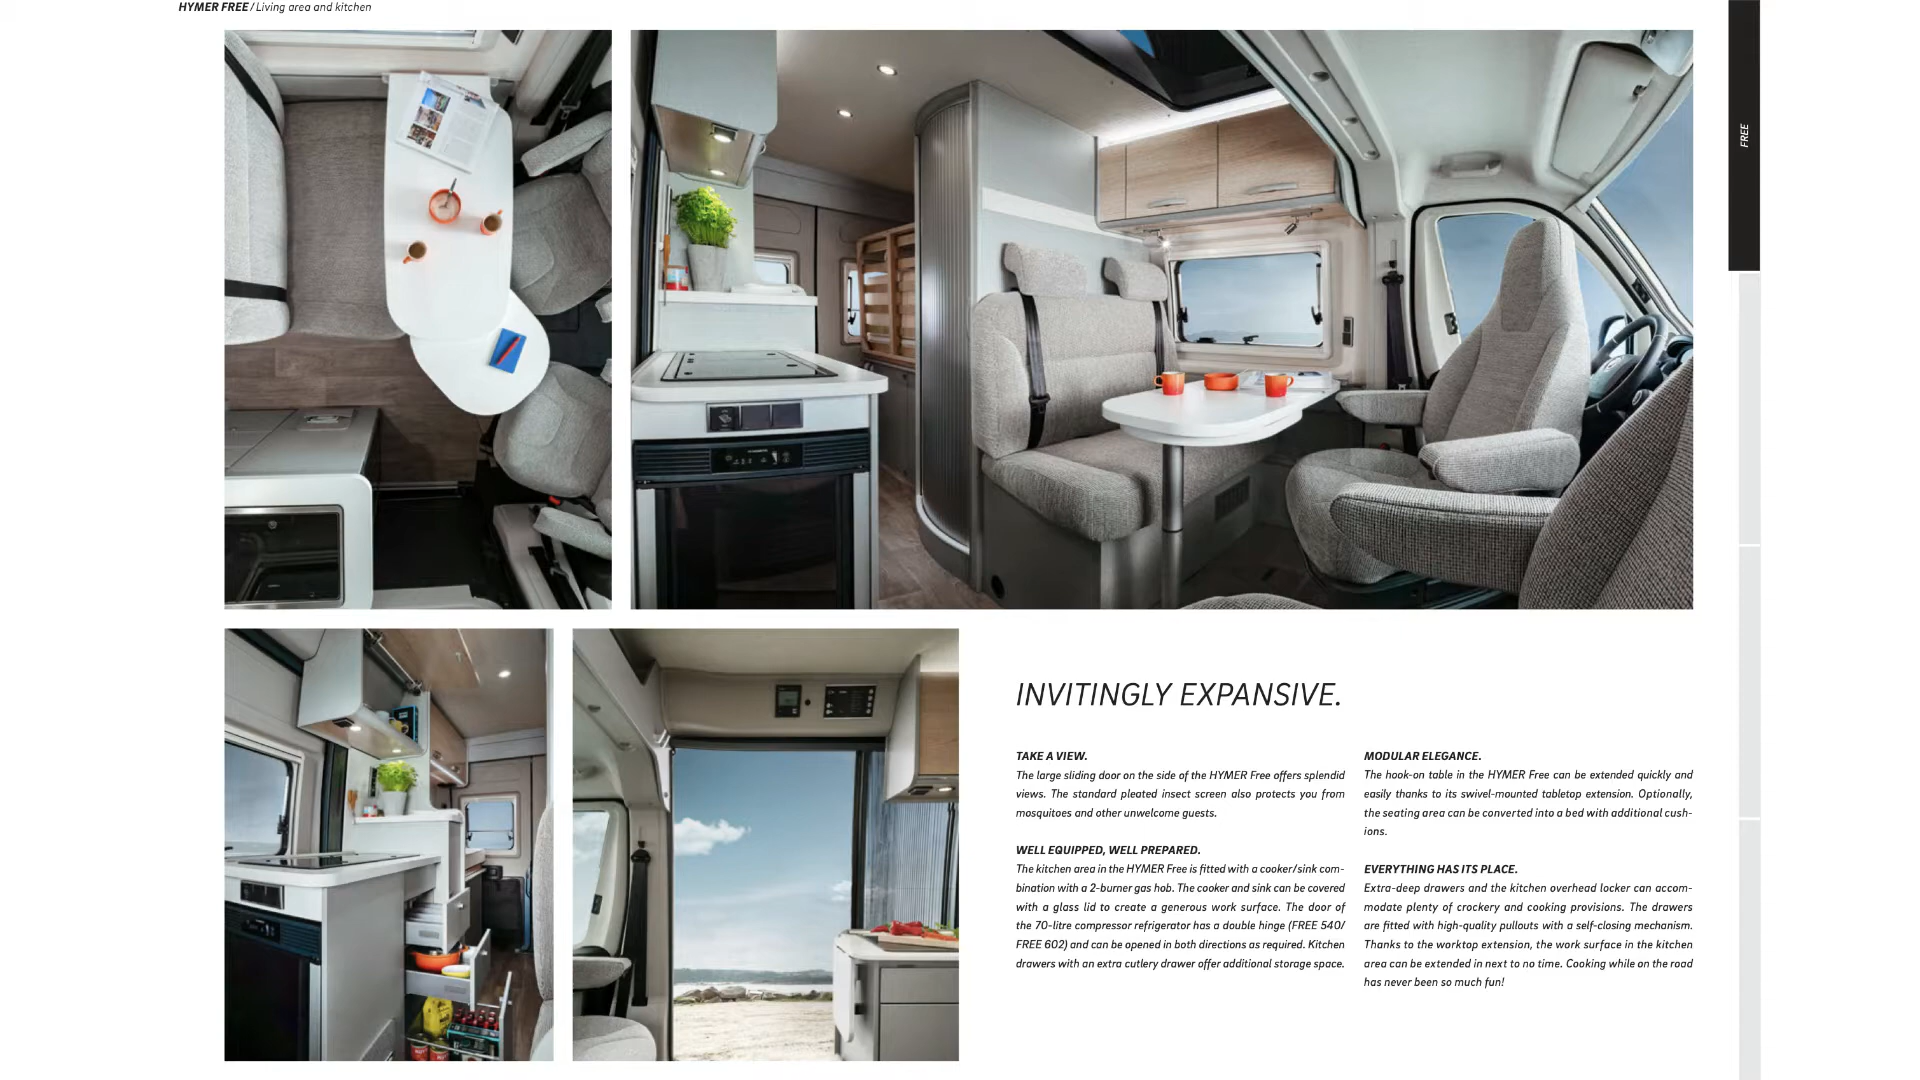 HYMER FREE / Living area and kitchen
FREE
INVITINGLY EXPANSIVE.
TAKE A VIEW.
The large sliding door on the side of the HYMER Free offers splendid
views. The standard pleated insect screen also protects you from
mosquitoes and other unwelcome guests.
WELL EQUIPPED, WELL PREPARED.
The kitchen area in the HYMER Free is fitted with a cooker/sink com-
bination with a 2-burner gas hob. The cooker and sink can be covered
with a glass lid to create a generous work surface. The door of
the 70-litre compressor refrigerator has a double hinge (FREE 540/
FREE 602) and can be opened in both directions as required. Kitchen
drawers with an extra cutlery drawer offer additional storage space.
MODULAR ELEGANCE.
The hook-on table in the HYMER Free can be extended quickly and
easily thanks to its swivel-mounted tabletop extension. Optionally,
the seating area can be converted into a bed with additional cush-
ions.
EVERYTHING HAS ITS PLACE.
Extra-deep drawers and the kitchen overhead locker can accom-
modate plenty of crockery and cooking provisions. The drawers
are fitted with high-quality pullouts with a self-closing mechanism.
Thanks to the worktop extension, the work surface in the kitchen
area can be extended in next to no time. Cooking while on the road
has never been so much fun!